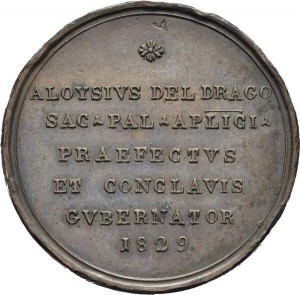 ALOYSIVS DEL DRAGO
SAC PAL APLICI
PRAEFECTVS
ET CONCLAVIS
GVBERNATOR
1829